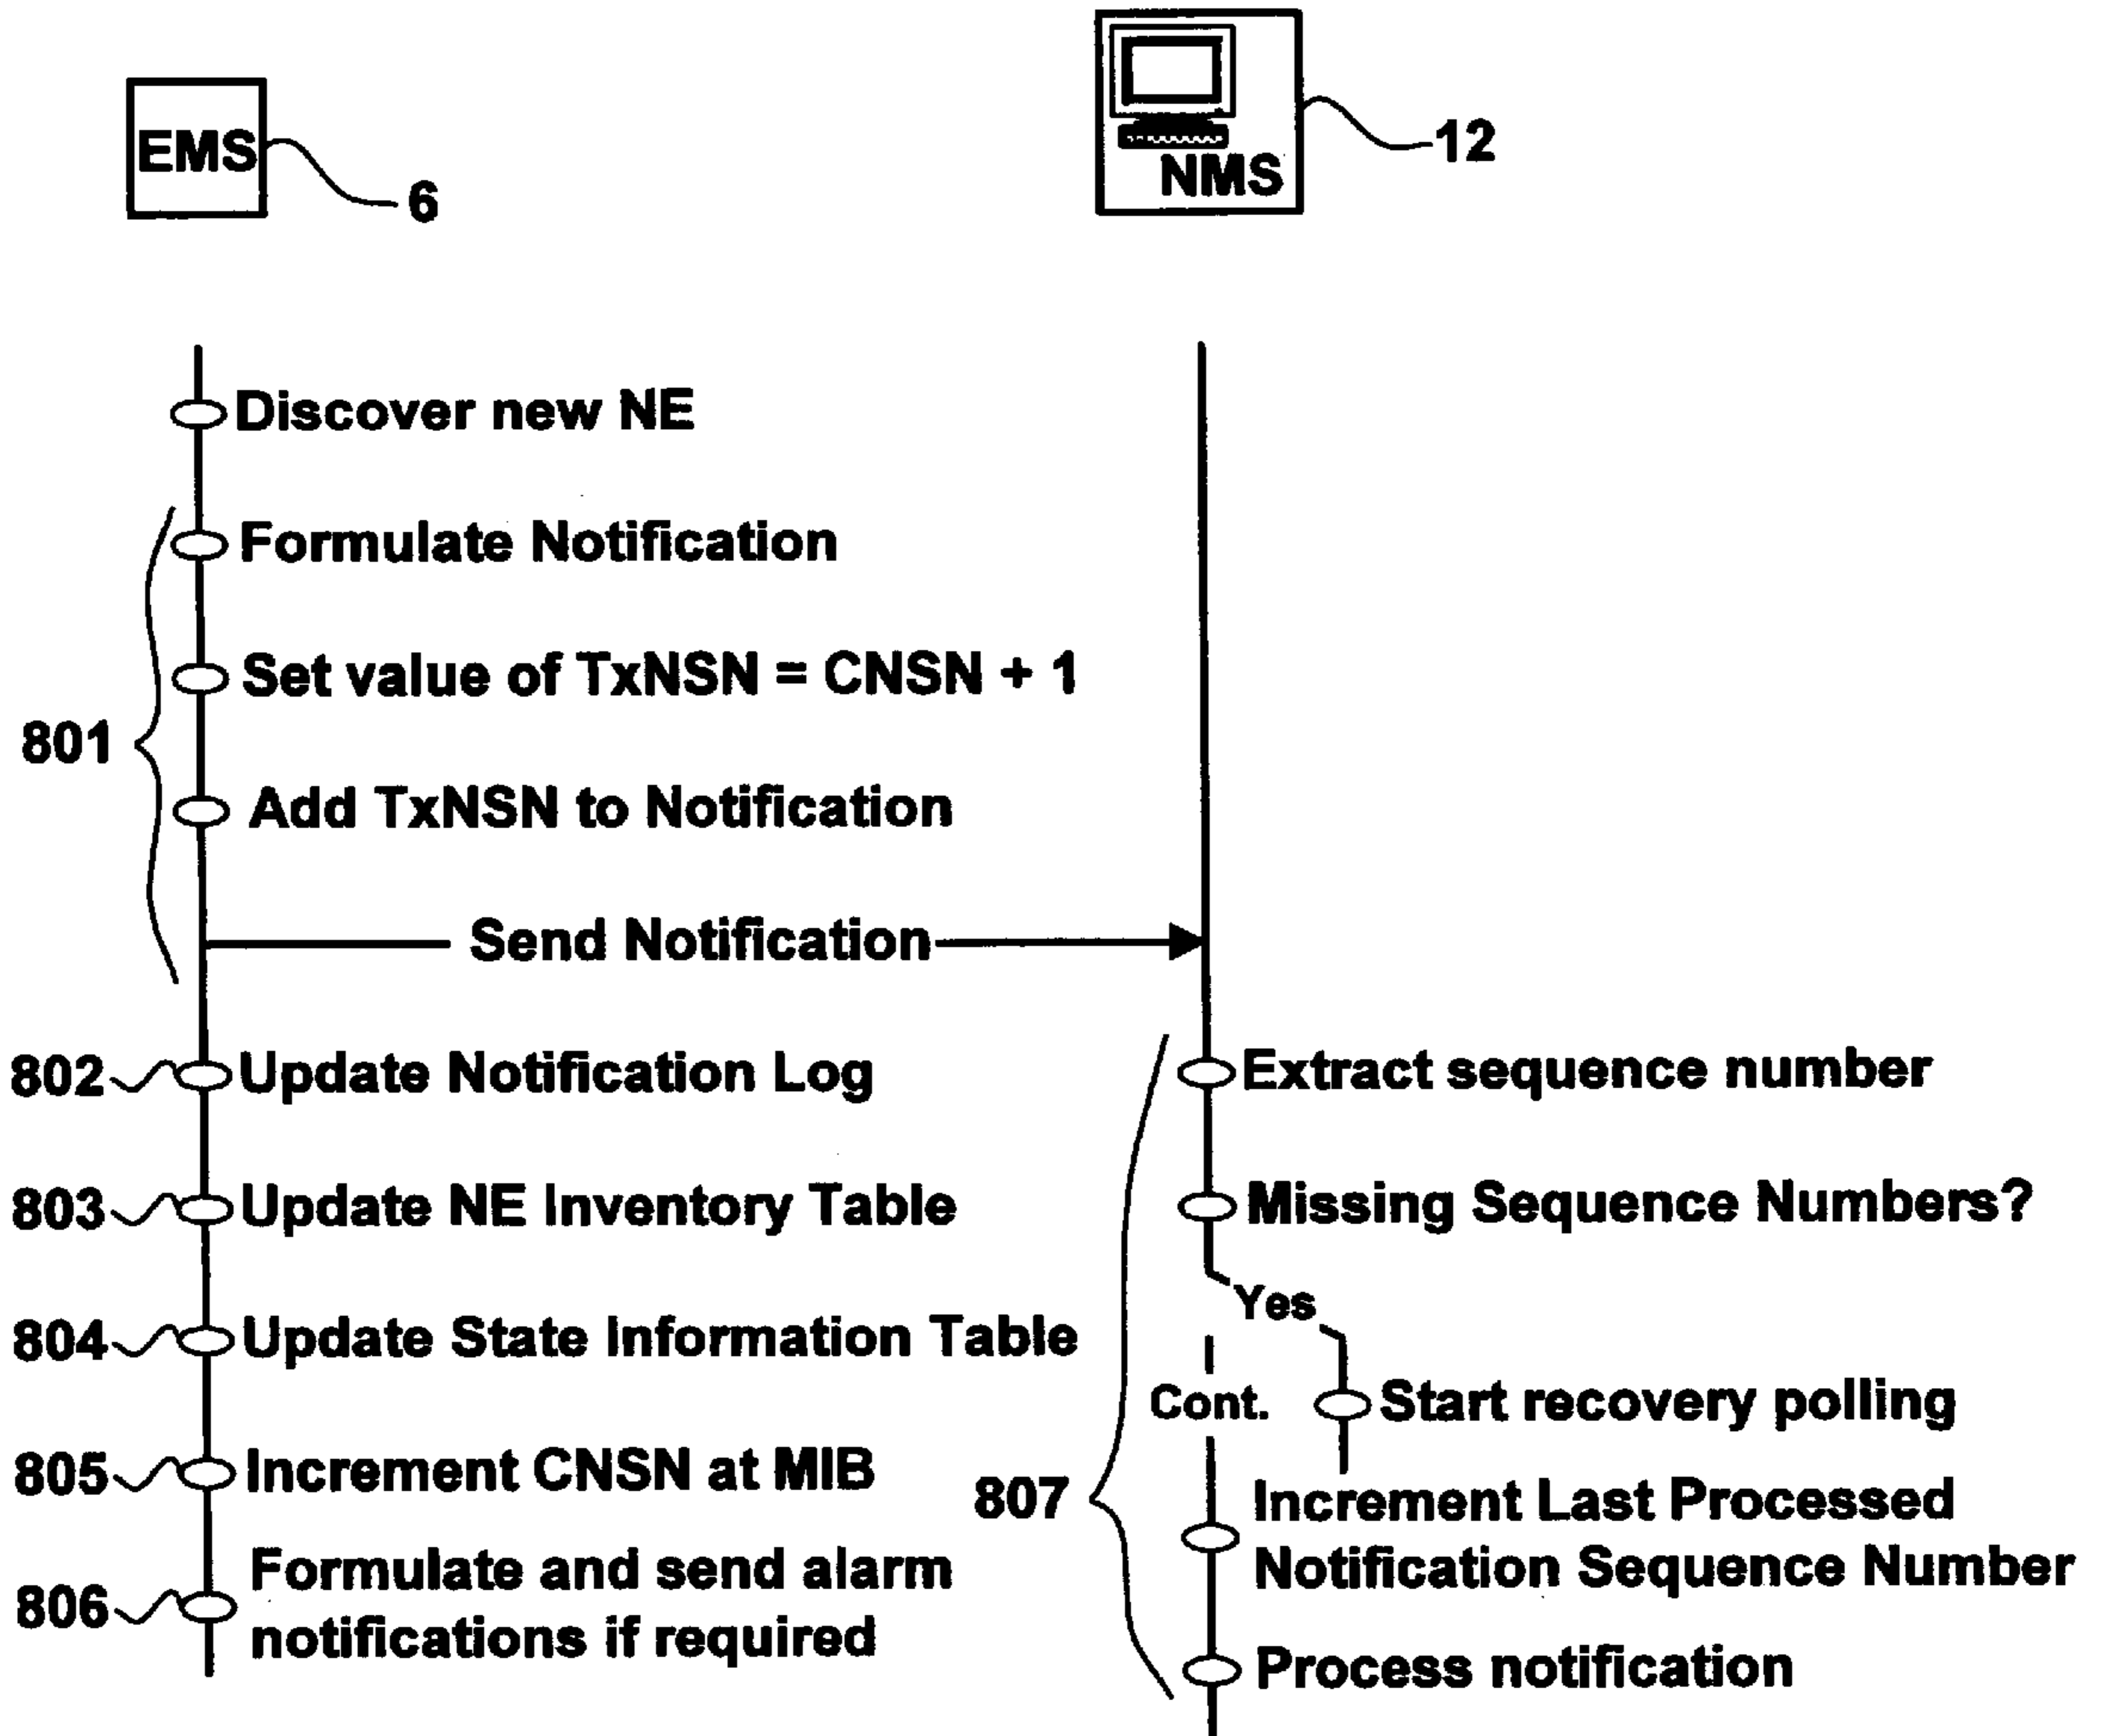 EMS
6
NMS
12
Discover new NE
Formulate Notification
Set value of TxNSN = CNSN + 1
801
Add TxNSN to Notification
Send Notification
802
Update Notification Log
803
Update NE Inventory Table
804
Update State Information Table
805
Increment CNSN at MIB
806
Formulate and send alarm
notifications if required
Extract sequence number
Missing Sequence Numbers?
Yes
Cont.
Start recovery polling
807
Increment Last Processed
Notification Sequence Number
Process notification